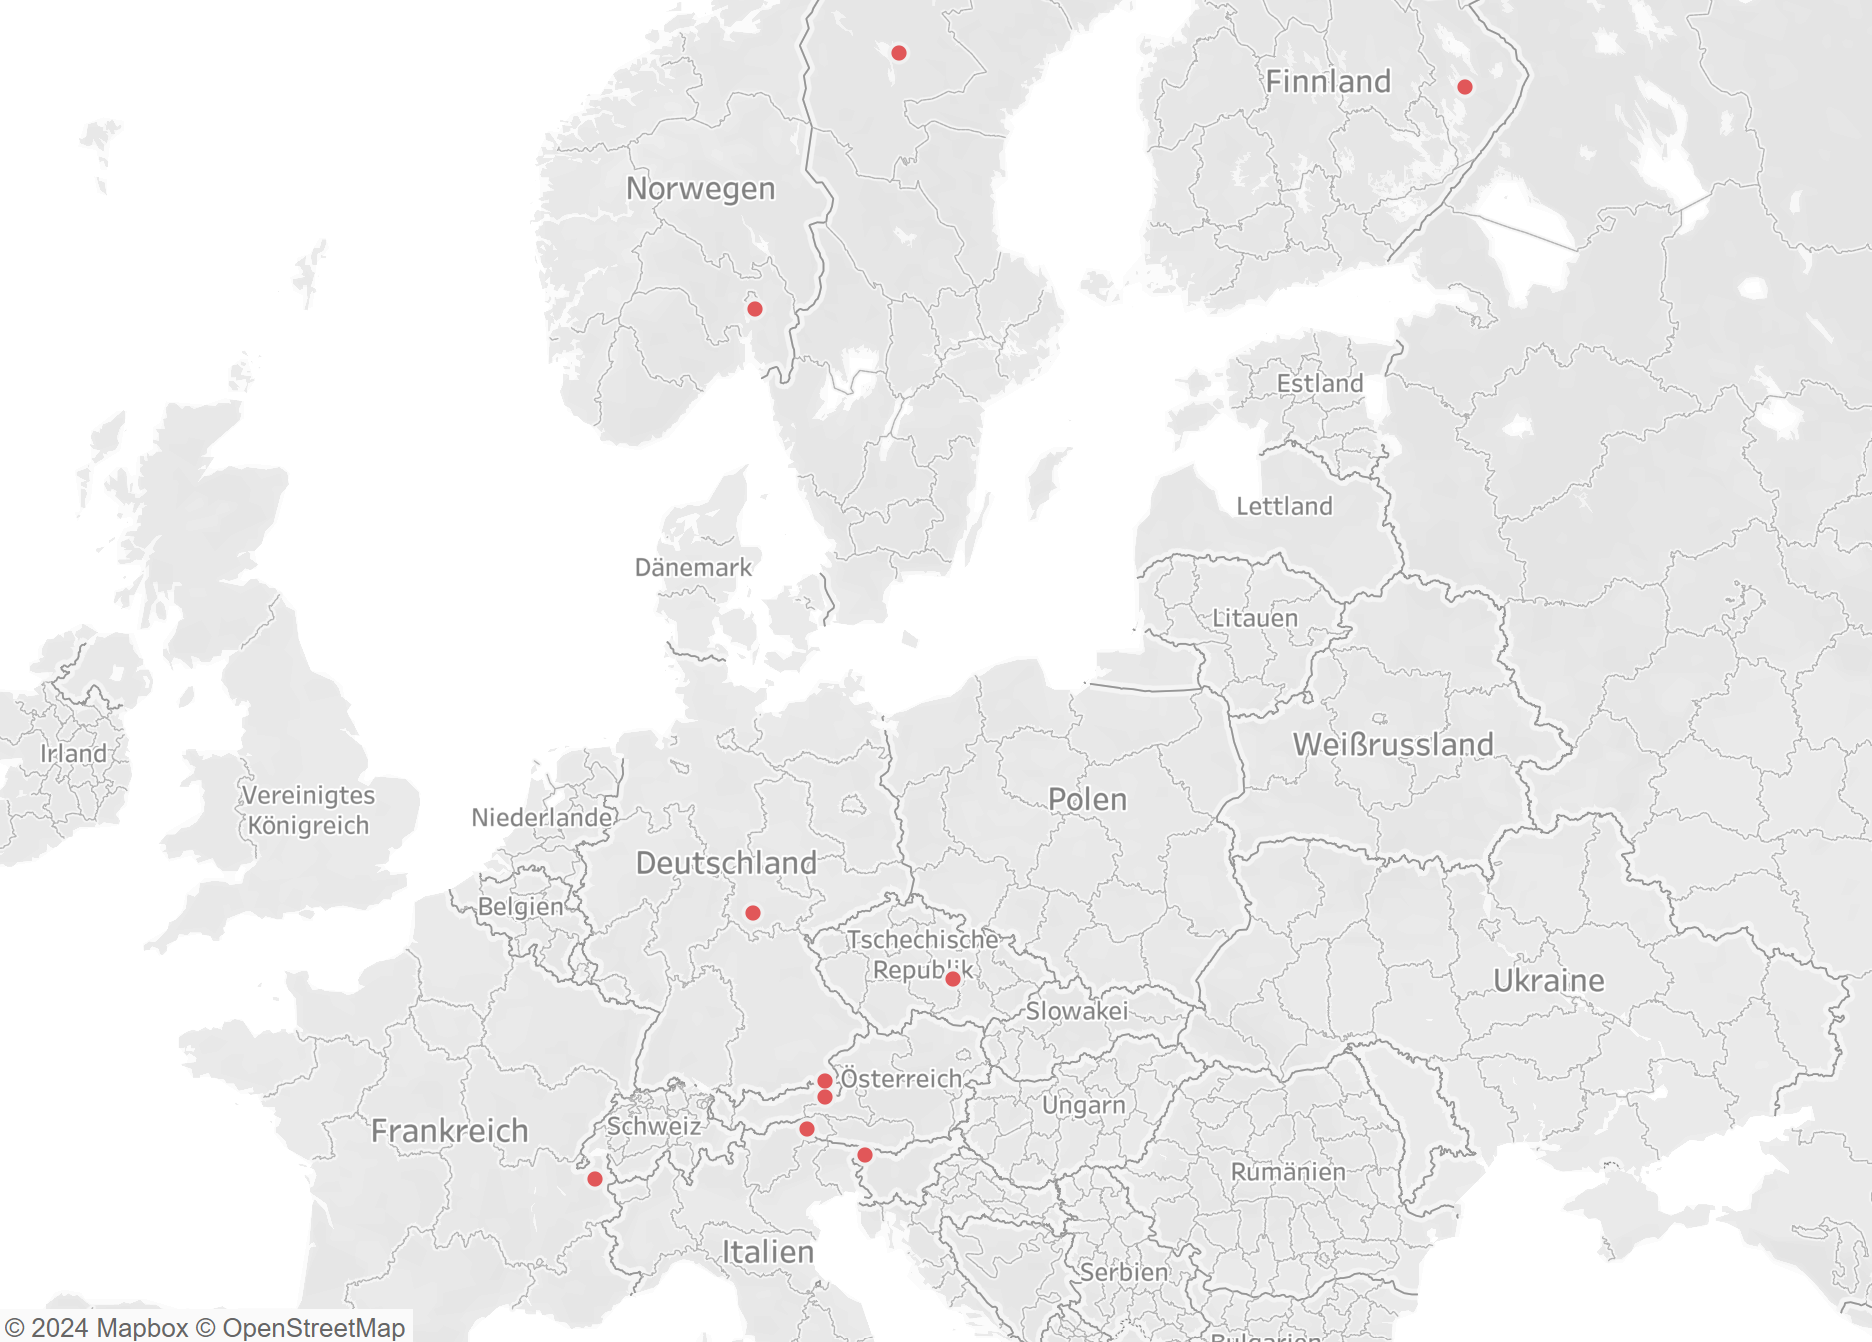 Finnland
Norwegen
Estland
Lettland
Dänemark
Litauen
Weißrussland
Irland
Vereinigtes
Königreich
Polen
Niederlande
Deutschland
Belgien
Tschechische
Republik
Ukraine
Slowakei
Österreich
Ungarn
Schweiz
Frankreich
Rumänien
Italien
Serbien
Bulgarien
© 2024 Mapbox © OpenStreetMap